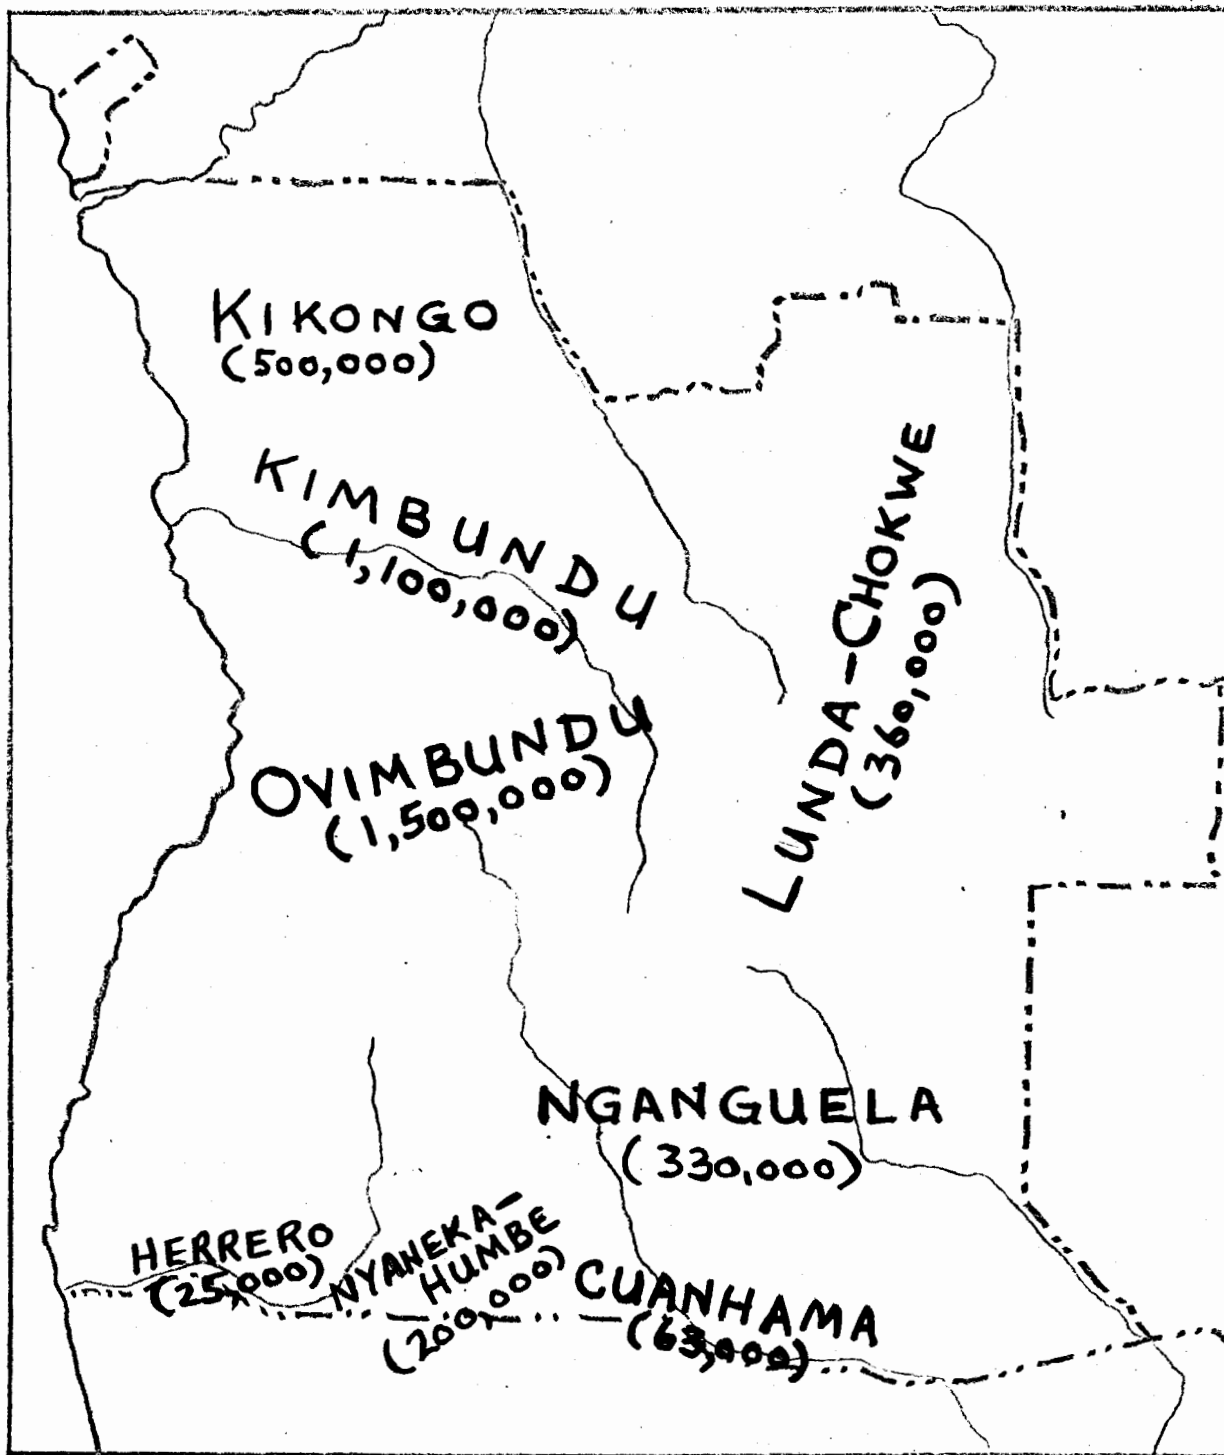 KIKONGO
(500,000)
KIMBUNDU
(1,100,000)
OVIMBUNDU
(1,500,000)
LUNDA-CHOKWE
(360,000)
NGANGUELA
(330,000)
HERRERO
(25,000)
NYANEKA-
HUMBE
(200,000)
CUANHAMA
(63,000)